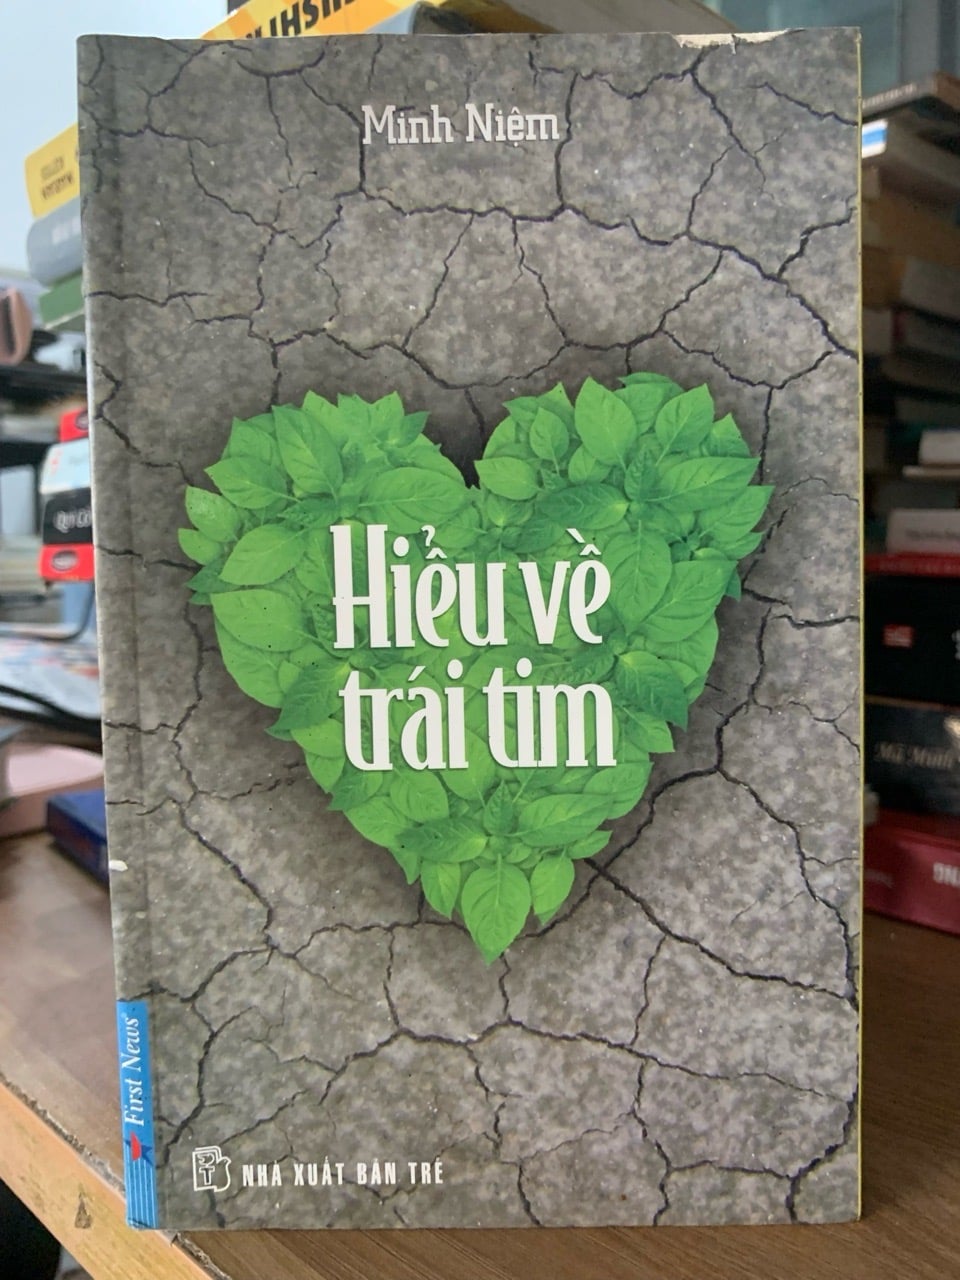 Minh Niệm
Hiểu về
trái tim
First News
NHÀ XUẤT BẢN TRẺ